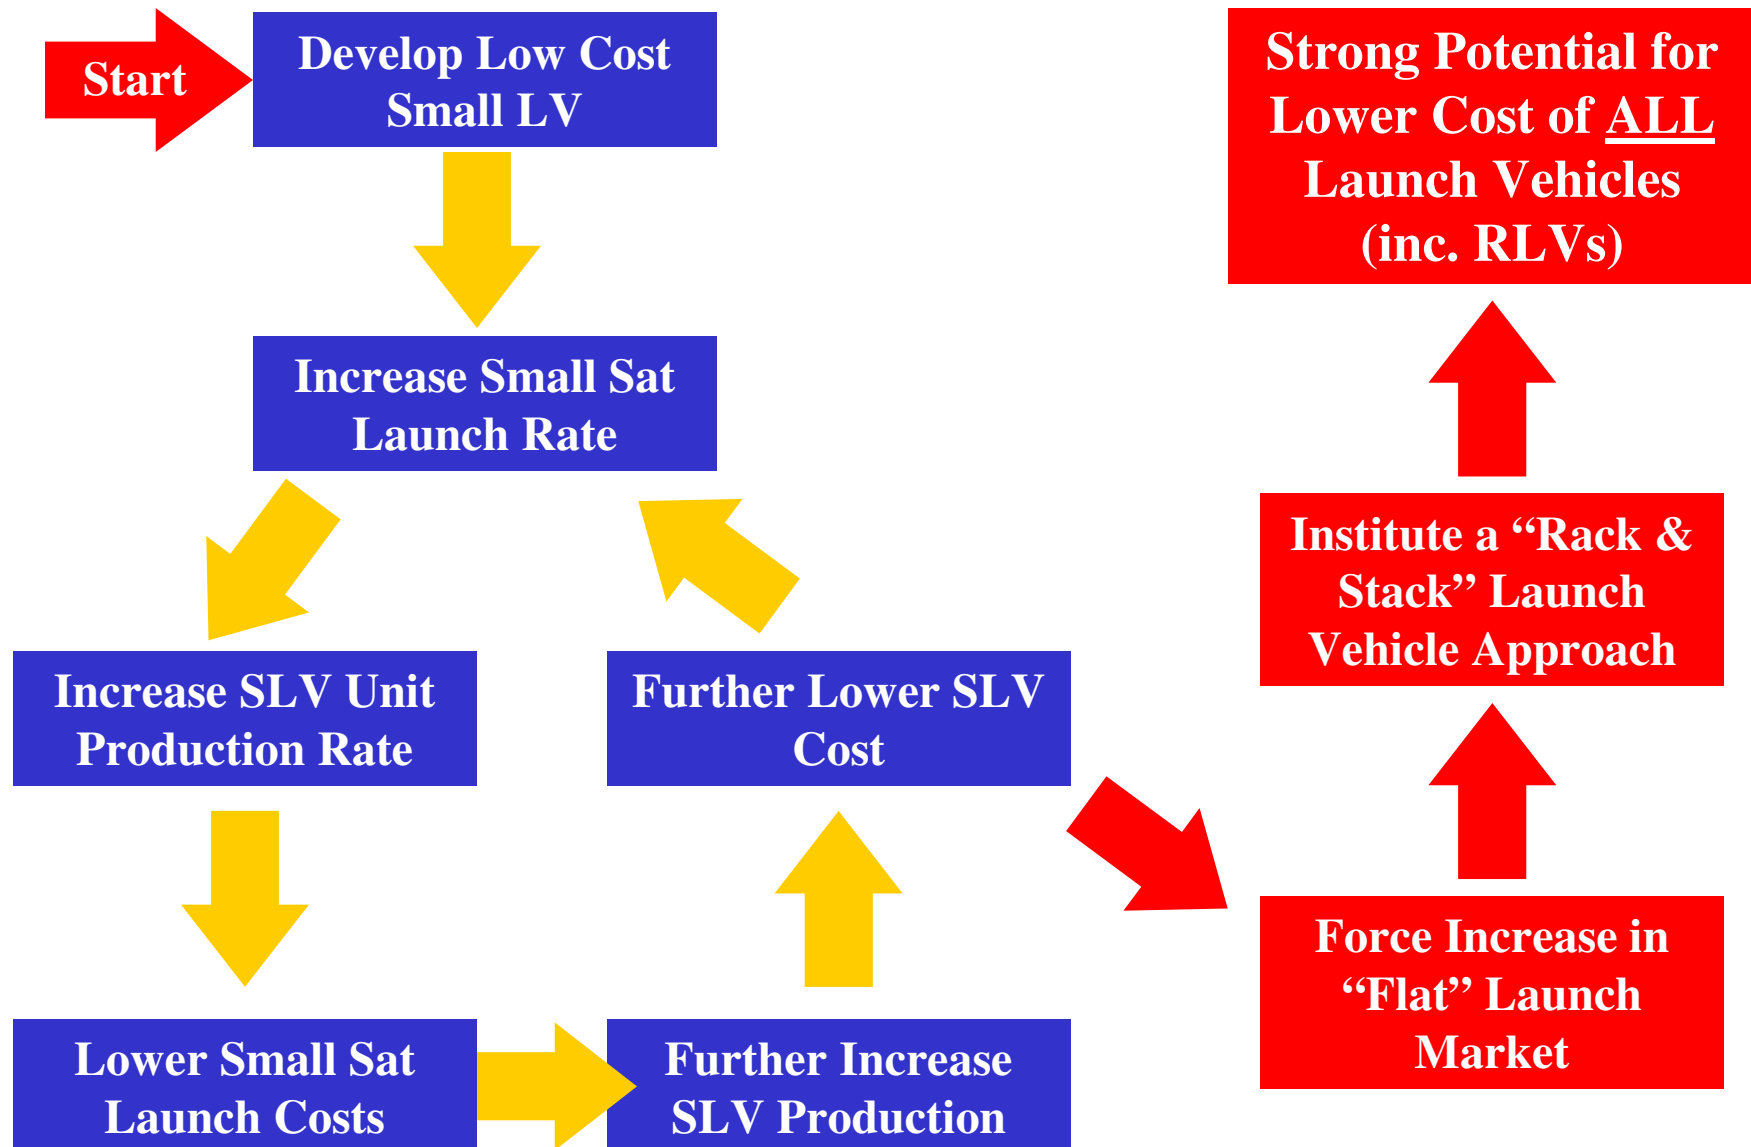 Start
Develop Low Cost
Small LV
Increase Small Sat
Launch Rate
Increase SLV Unit
Production Rate
Lower Small Sat
Launch Costs
Further Increase
SLV Production
Further Lower SLV
Cost
Force Increase in
“Flat” Launch
Market
Institute a “Rack &
Stack” Launch
Vehicle Approach
Strong Potential for
Lower Cost of ALL
Launch Vehicles
(inc. RLVs)